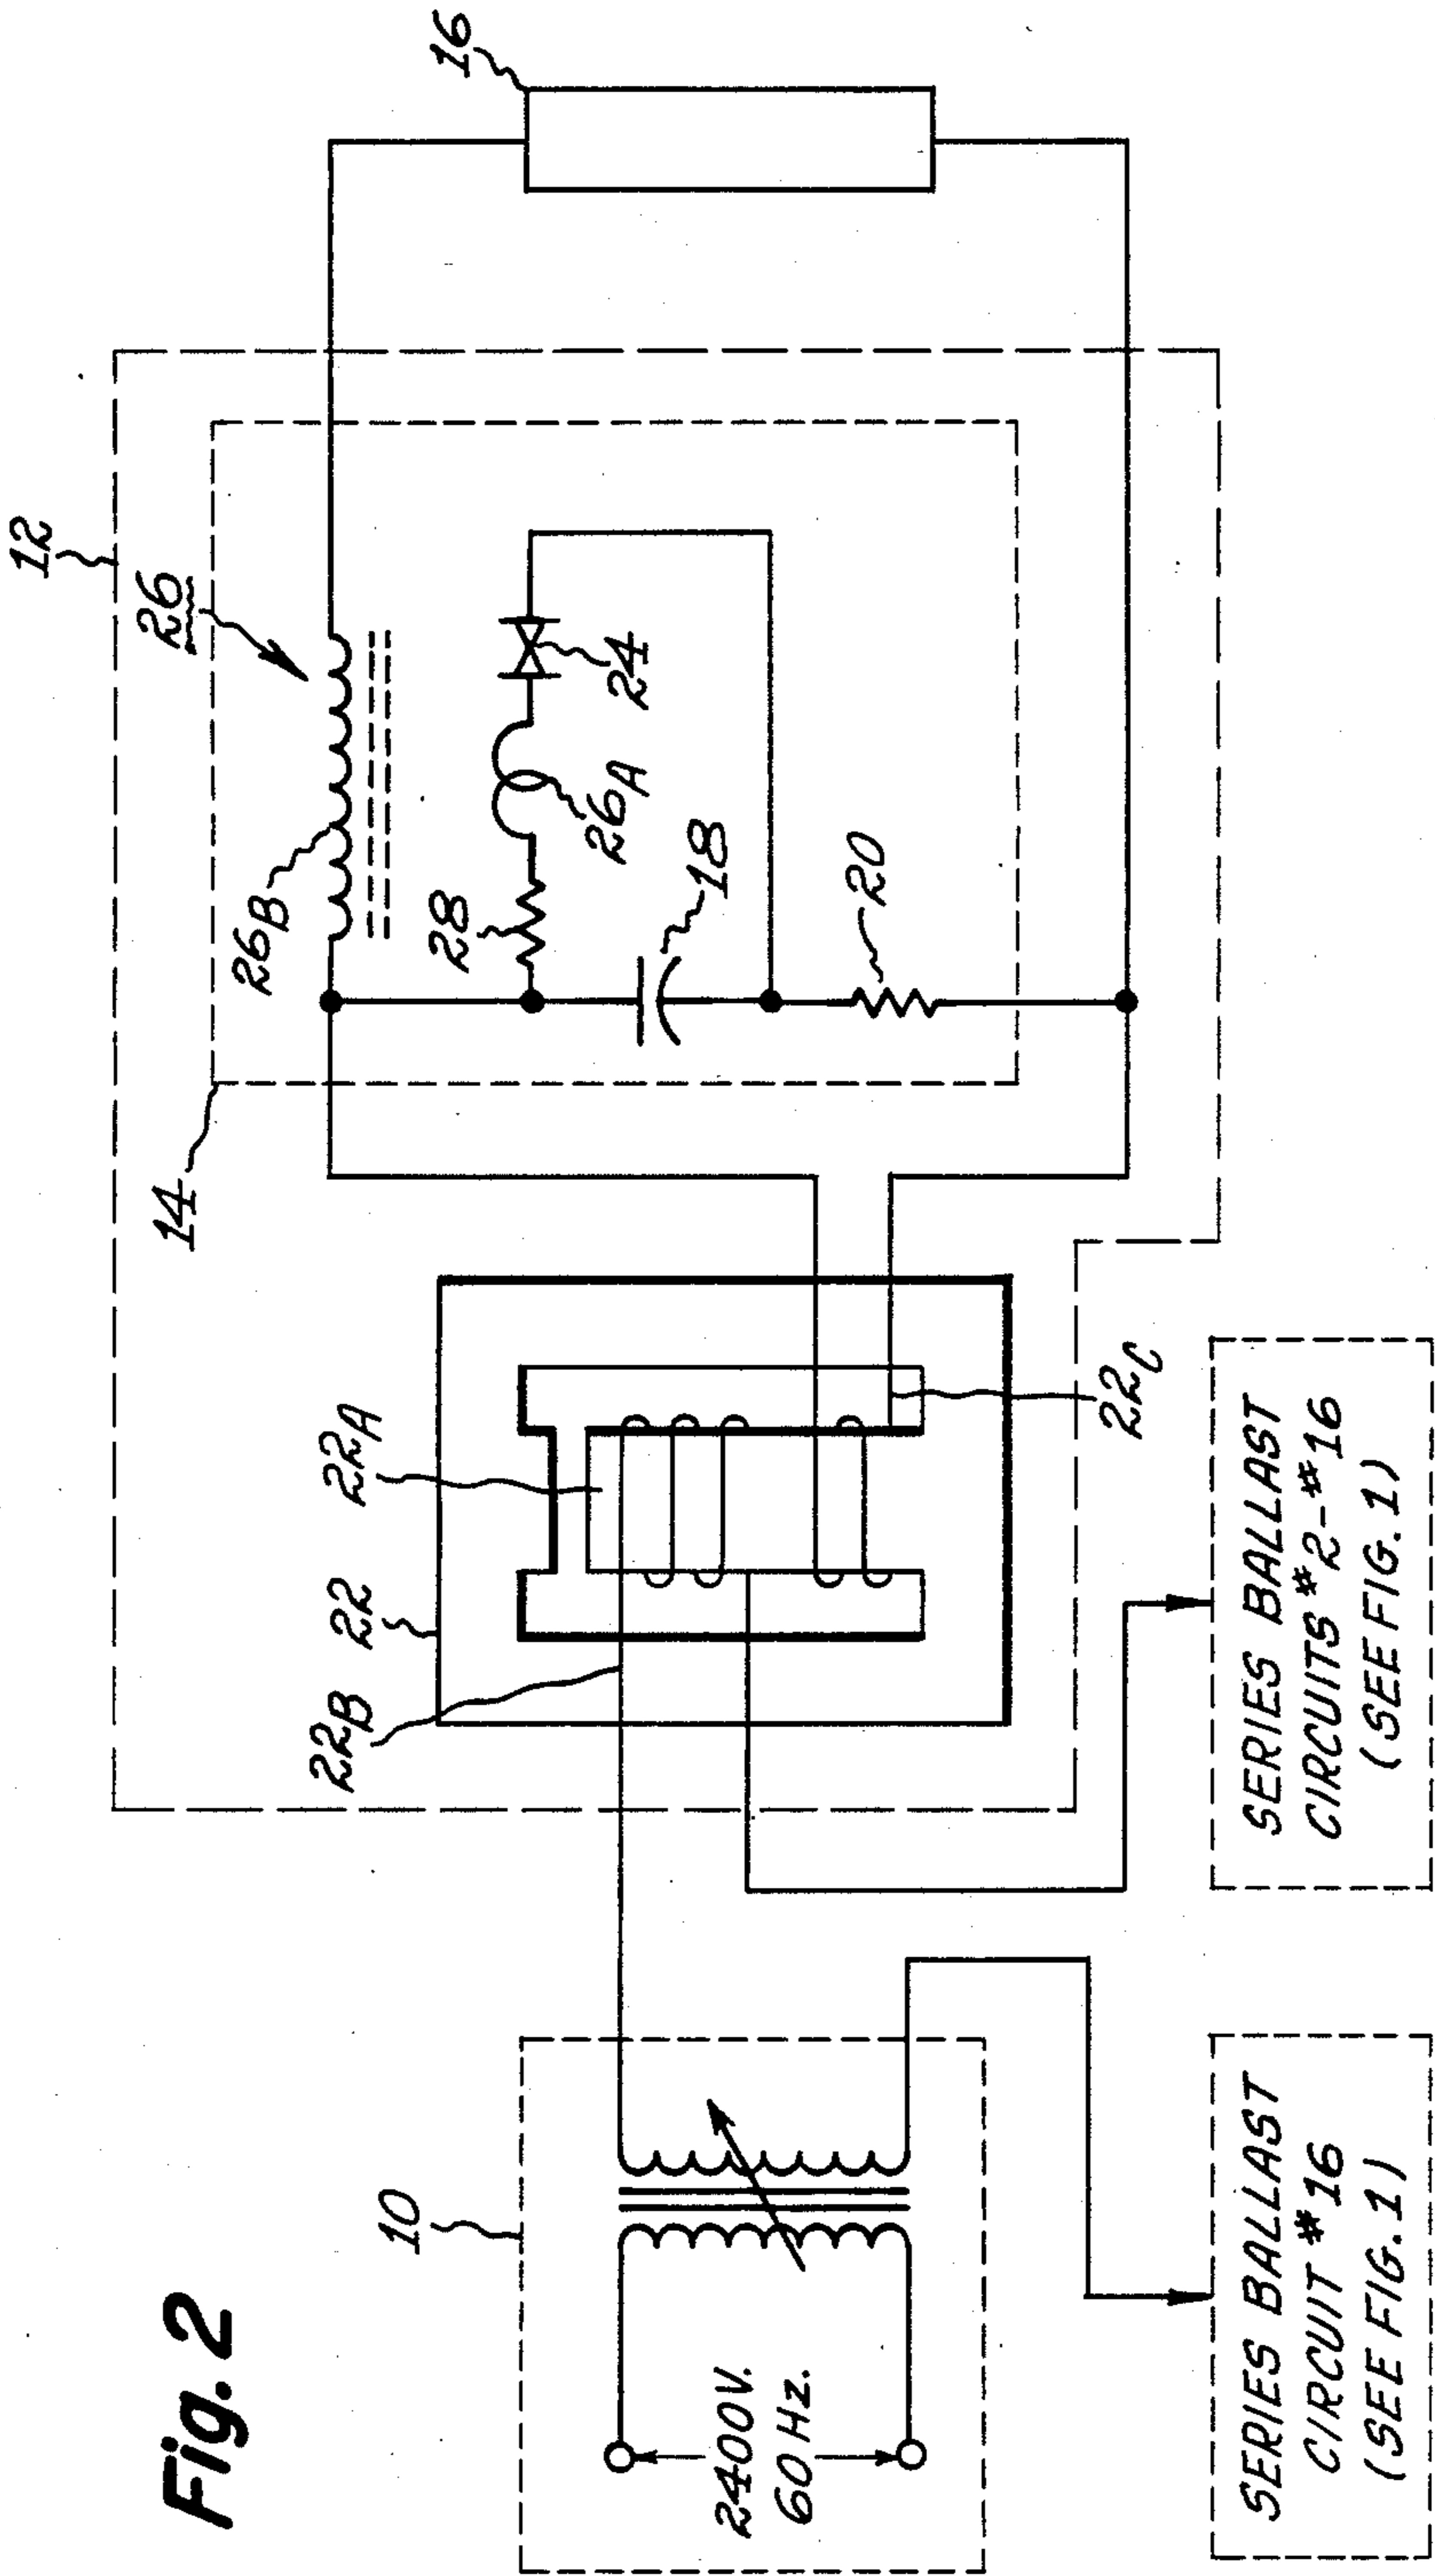 Fig. 2
10
2400V.
60 Hz.
SERIES BALLAST
CIRCUIT #16
(SEE FIG. 1)
12
14
22
22A
22B
22C
SERIES BALLAST
CIRCUITS #2-#16
(SEE FIG. 1)
26
26B
28
26A
24
18
20
16